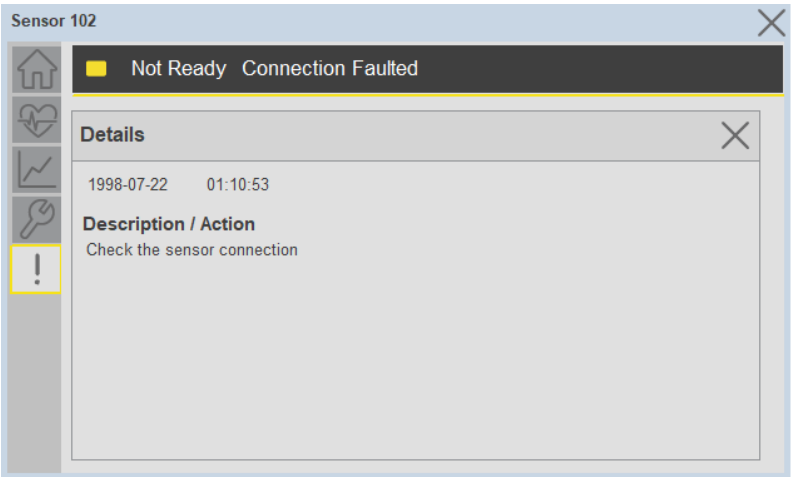 Sensor 102
Not Ready Connection Faulted
Details
1998-07-22 01:10:53
Description / Action
Check the sensor connection